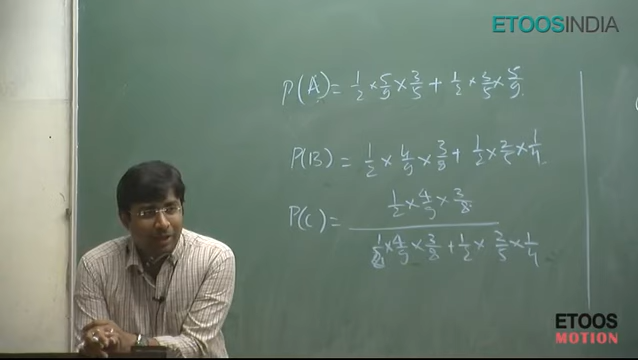 ETOOSINDIA
P(A) = 1/2 × 5/9 × 3/5 + 1/2 × 3/5 × 5/9
P(B) = 1/2 × 4/9 × 3/8 + 1/2 × 2/5 × 1/4
P(C) = (1/2 × 4/9 × 3/8) / (1/2 × 4/9 × 3/8 + 1/2 × 2/5 × 1/4)
ETOOS
MOTION